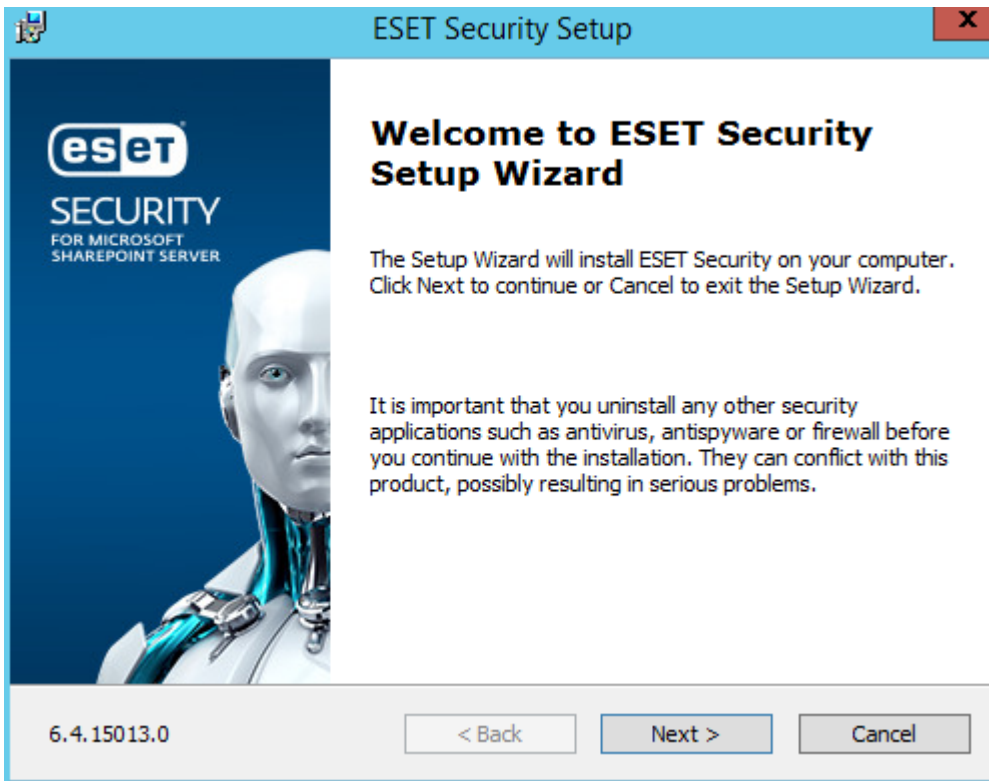 ESET Security Setup
x
eset
SECURITY
FOR MICROSOFT
SHAREPOINT SERVER
Welcome to ESET Security
Setup Wizard
The Setup Wizard will install ESET Security on your computer.
Click Next to continue or Cancel to exit the Setup Wizard.
It is important that you uninstall any other security
applications such as antivirus, antispyware or firewall before
you continue with the installation. They can conflict with this
product, possibly resulting in serious problems.
6.4.15013.0
< Back
Next >
Cancel